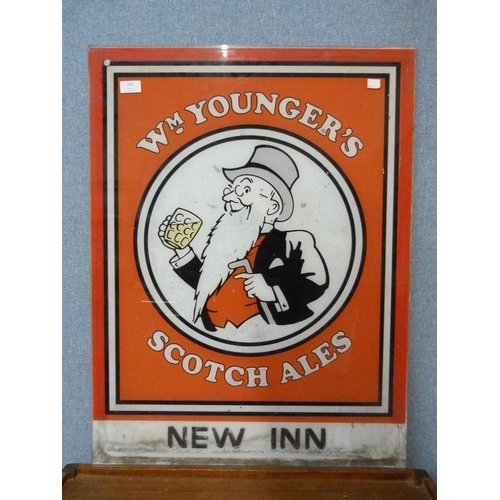 Wᴹ YOUNGER'S
SCOTCH ALES
NEW INN